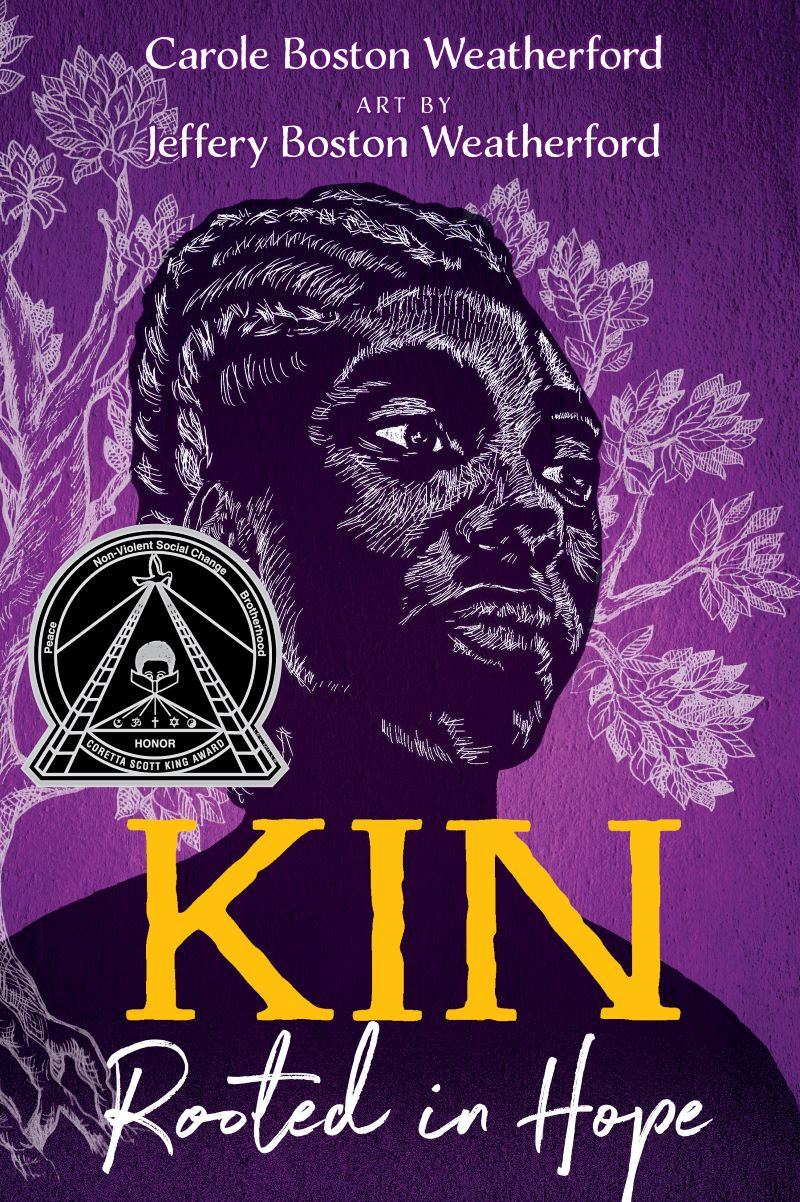 Carole Boston Weatherford
ART BY
Jeffery Boston Weatherford
Peace
Non-Violent Social Change
Brotherhood
HONOR
CORETTA SCOTT KING AWARD
KIN
Rooted in Hope